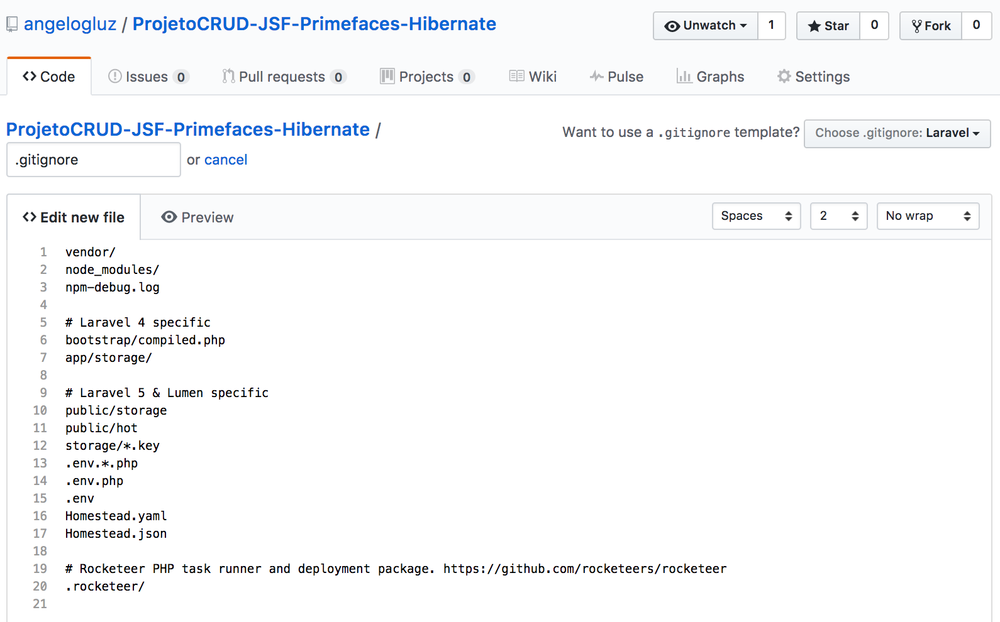 angelogluz / ProjetoCRUD-JSF-Primefaces-Hibernate
Unwatch 1 Star 0 Fork 0
Code Issues 0 Pull requests 0 Projects 0 Wiki Pulse Graphs Settings
ProjetoCRUD-JSF-Primefaces-Hibernate /
Want to use a .gitignore template? Choose .gitignore: Laravel
.gitignore or cancel
Edit new file Preview Spaces 2 No wrap
1 vendor/
2 node_modules/
3 npm-debug.log
4
5 # Laravel 4 specific
6 bootstrap/compiled.php
7 app/storage/
8
9 # Laravel 5 & Lumen specific
10 public/storage
11 public/hot
12 storage/*.key
13 .env.*.php
14 .env.php
15 .env
16 Homestead.yaml
17 Homestead.json
18
19 # Rocketeer PHP task runner and deployment package. https://github.com/rocketeers/rocketeer
20 .rocketeer/
21